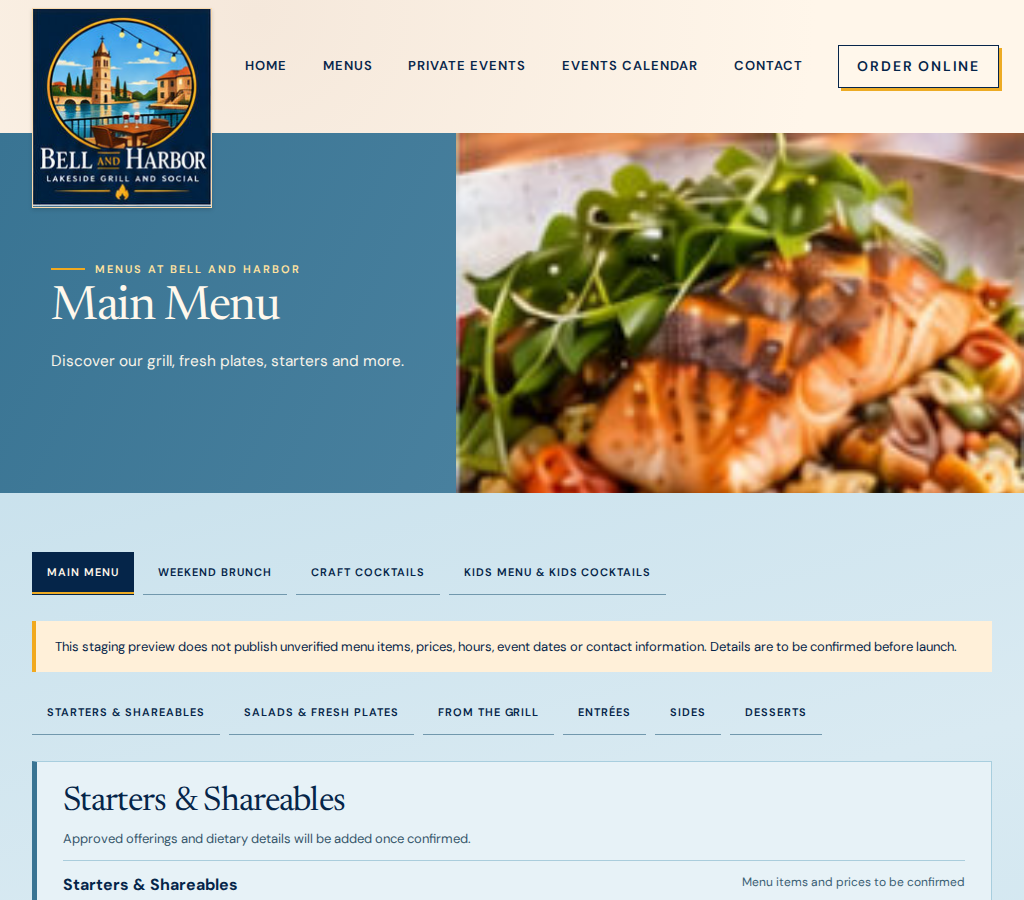 BELL AND HARBOR
LAKESIDE GRILL AND SOCIAL
HOME MENUS PRIVATE EVENTS EVENTS CALENDAR CONTACT ORDER ONLINE
MENUS AT BELL AND HARBOR
Main Menu
Discover our grill, fresh plates, starters and more.
MAIN MENU WEEKEND BRUNCH CRAFT COCKTAILS KIDS MENU & KIDS COCKTAILS
This staging preview does not publish unverified menu items, prices, hours, event dates or contact information. Details are to be confirmed before launch.
STARTERS & SHAREABLES SALADS & FRESH PLATES FROM THE GRILL ENTRÉES SIDES DESSERTS
Starters & Shareables
Approved offerings and dietary details will be added once confirmed.
Starters & Shareables Menu items and prices to be confirmed